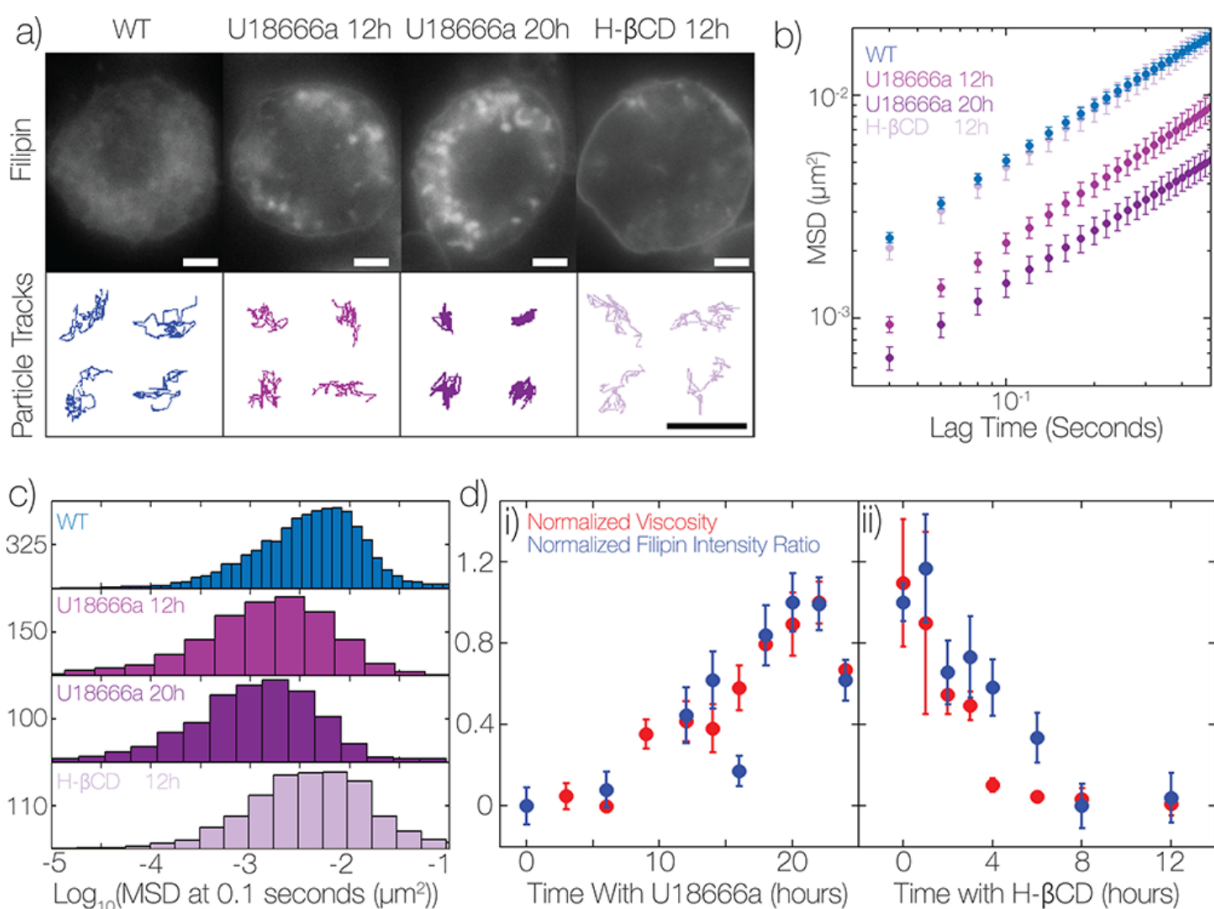 a)
WT U18666a 12h U18666a 20h H-βCD 12h
Filipin
Particle Tracks
b)
WT
U18666a 12h
U18666a 20h
H-βCD 12h
10⁻²
10⁻³
MSD (μm²)
10⁻¹
Lag Time (Seconds)
c)
WT
325
U18666a 12h
150
U18666a 20h
100
H-βCD 12h
110
-5 -4 -3 -2 -1
Log₁₀(MSD at 0.1 seconds (μm²)
d)
i)
Normalized Viscosity
Normalized Filipin Intensity Ratio
1.2
0.8
0.4
0
0 10 20
Time With U18666a (hours)
ii)
0 4 8 12
Time with H-βCD (hours)